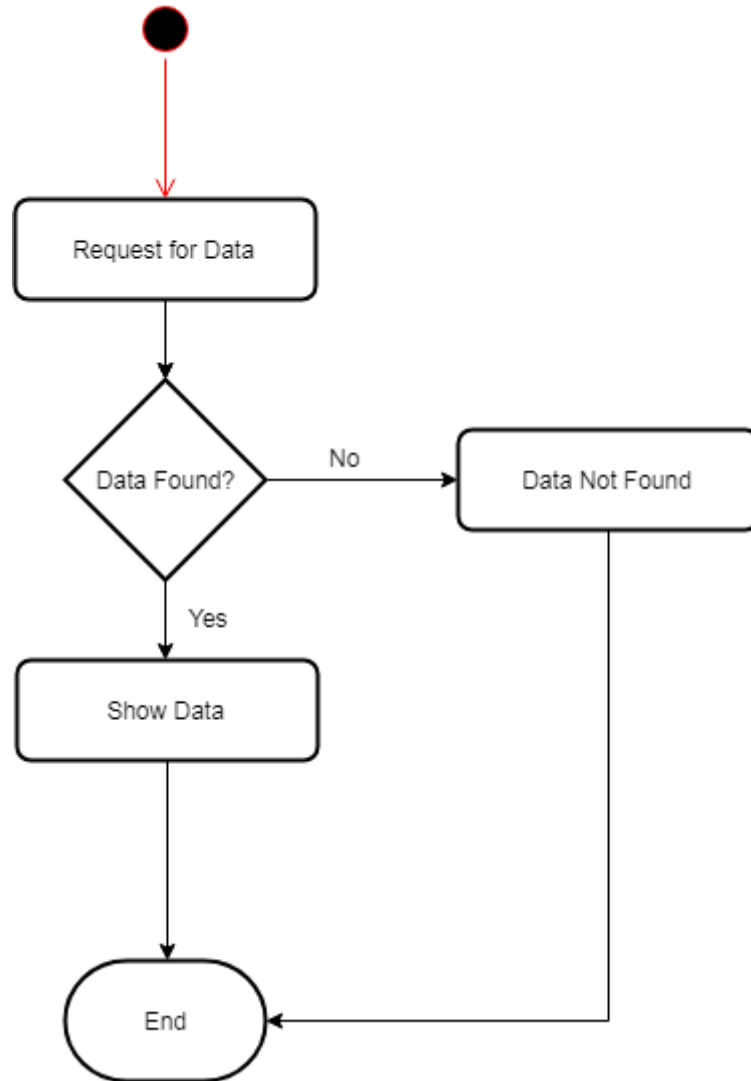 Request for Data
Data Found?
No
Data Not Found
Yes
Show Data
End